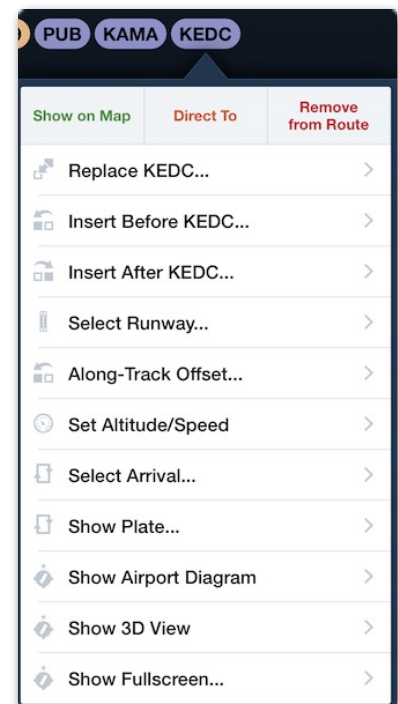 PUB KAMA KEDC
Show on Map Direct To Remove
from Route
Replace KEDC...
Insert Before KEDC...
Insert After KEDC...
Select Runway...
Along-Track Offset...
Set Altitude/Speed
Select Arrival...
Show Plate...
Show Airport Diagram
Show 3D View
Show Fullscreen...